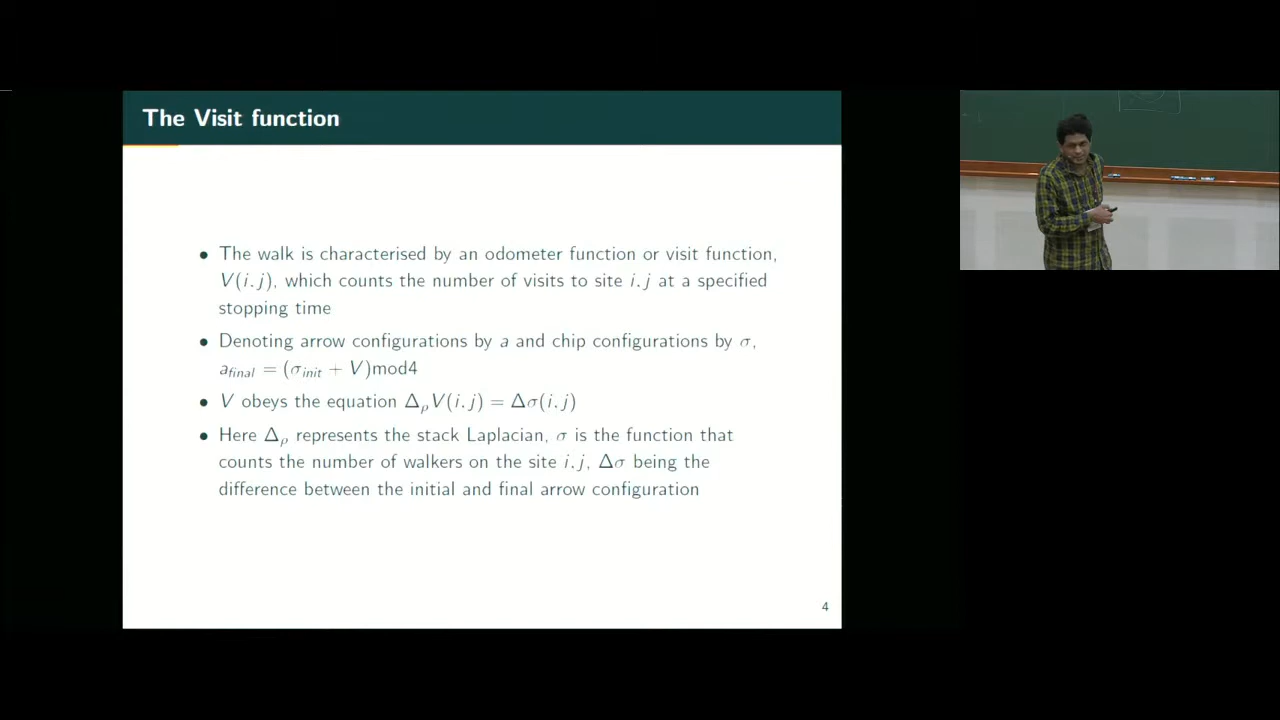 The Visit function
• The walk is characterised by an odometer function or visit function,
V(i.j), which counts the number of visits to site i.j at a specified
stopping time
• Denoting arrow configurations by a and chip configurations by σ,
a_final = (σ_init + V)mod4
• V obeys the equation Δ_ρV(i.j) = Δσ(i.j)
• Here Δ_ρ represents the stack Laplacian, σ is the function that
counts the number of walkers on the site i.j, Δσ being the
difference between the initial and final arrow configuration
4